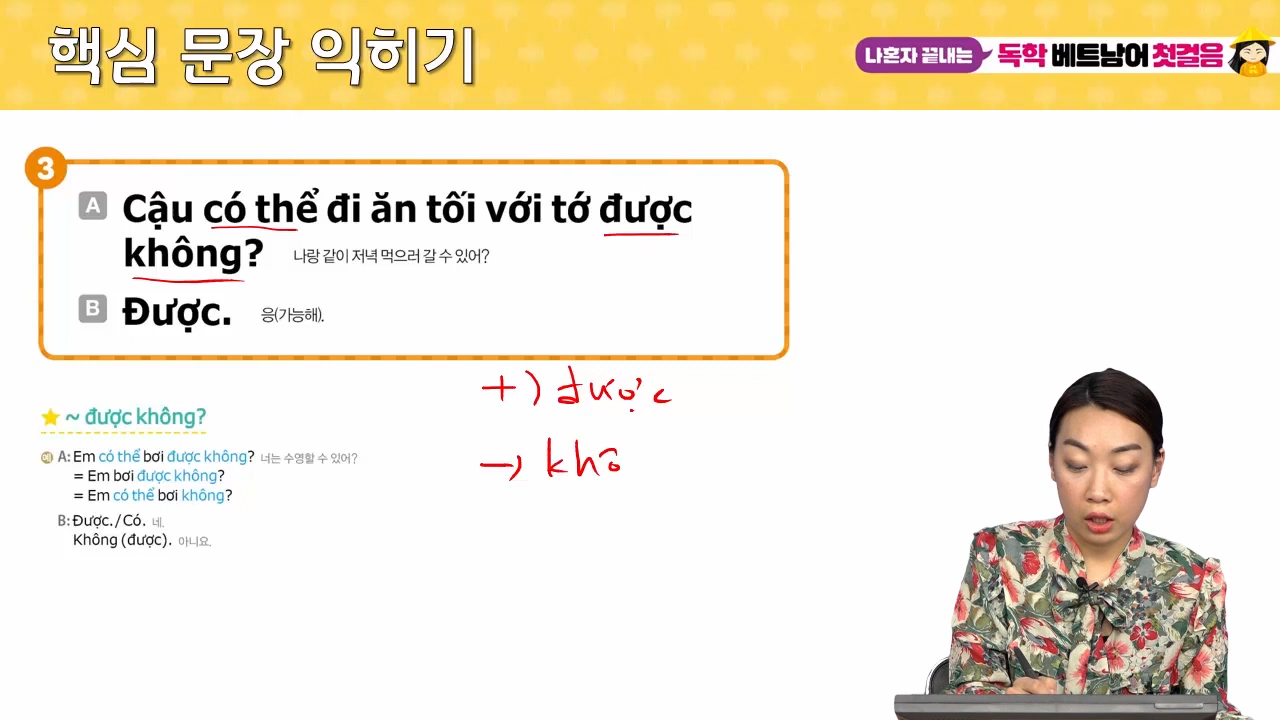 핵심 문장 익히기
나혼자 끝내는 독학 베트남어 첫걸음
3
A Cậu có thể đi ăn tối với tớ được
không? 나랑 같이 저녁 먹으러 갈 수 있어?
B Được. 응(가능해).
+) được
~ được không?
예 A: Em có thể bơi được không? 너는 수영할 수 있어?
-) khô
= Em bơi được không?
= Em có thể bơi không?
B: Được./Có. 네.
Không (được). 아니요.